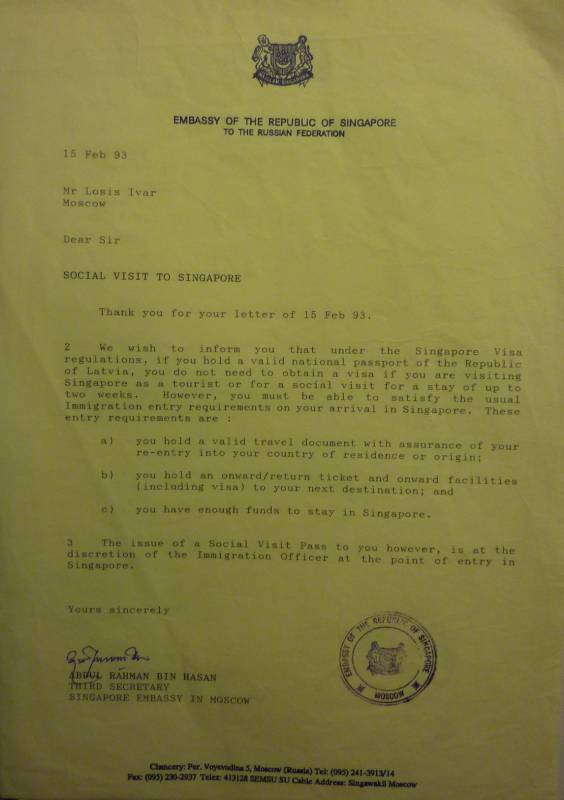 EMBASSY OF THE REPUBLIC OF SINGAPORE
TO THE RUSSIAN FEDERATION
15 Feb 93
Mr Losis Ivar
Moscow
Dear Sir
SOCIAL VISIT TO SINGAPORE
Thank you for your letter of 15 Feb 93.
2 We wish to inform you that under the Singapore Visa
regulations, if you hold a valid national passport of the Republic
of Latvia, you do not need to obtain a visa if you are visiting
Singapore as a tourist or for a social visit for a stay of up to
two weeks. However, you must be able to satisfy the usual
Immigration entry requirements on your arrival in Singapore. These
entry requirements are :
a) you hold a valid travel document with assurance of your
re-entry into your country of residence or origin;
b) you hold an onward/return ticket and onward facilities
(including visa) to your next destination; and
c) you have enough funds to stay in Singapore.
3 The issue of a Social Visit Pass to you however, is at the
discretion of the Immigration Officer at the point of entry in
Singapore.
Yours sincerely
ABDUL RAHMAN BIN HASAN
THIRD SECRETARY
SINGAPORE EMBASSY IN MOSCOW
EMBASSY OF THE REPUBLIC OF SINGAPORE
MOSCOW
Chancery: Per. Voyevodina 5, Moscow (Russia) Tel: (095) 241-3913/14
Fax: (095) 230-2937 Telex: 413128 SEMSU SU Cable Address: Singawakil Moscow